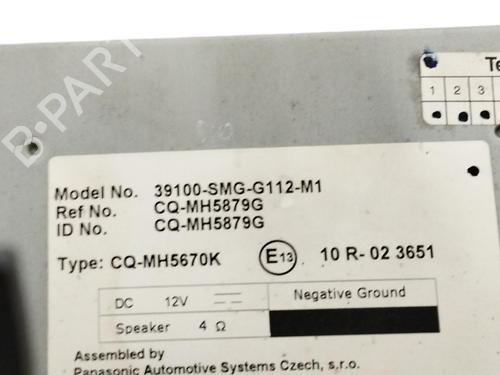 B-PARTS
Te
1 2 3
Model No. 39100-SMG-G112-M1
Ref No. CQ-MH5879G
ID No. CQ-MH5879G
Type: CQ-MH5670K E13 10 R- 02 3651
DC 12V Negative Ground
Speaker 4 Ω
Assembled by
Panasonic Automotive Systems Czech, s.r.o.